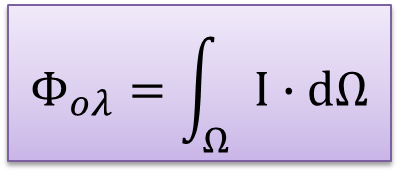 Φ_{oλ} = ∫_Ω I · dΩ